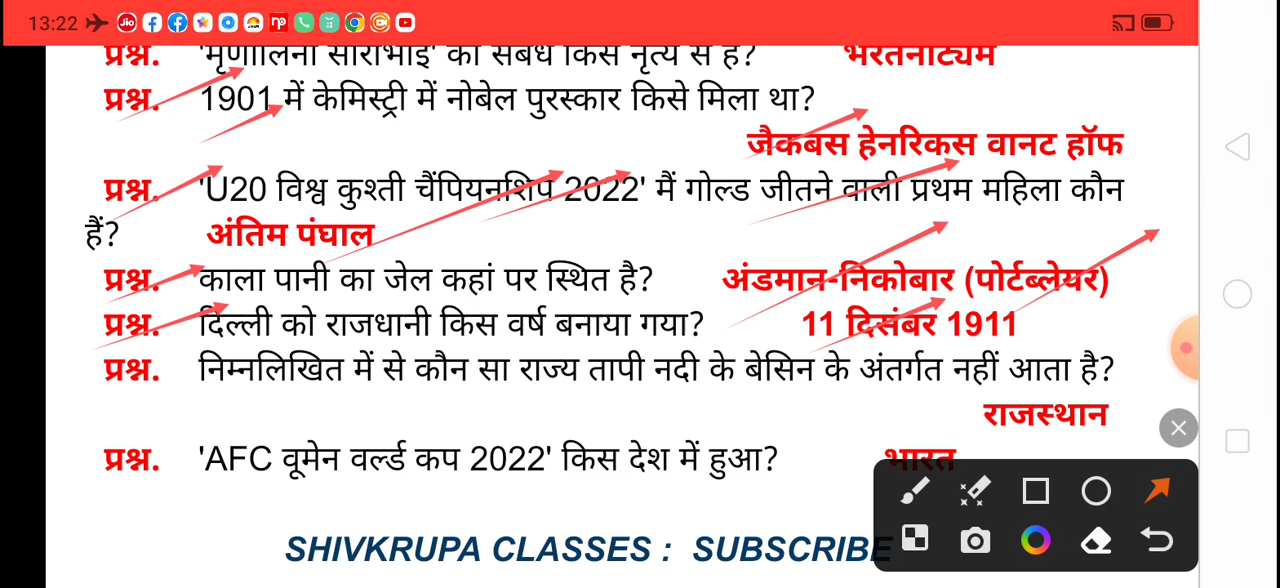 13:22
प्रश्न. 'मृणालिनी साराभाई' का संबंध किस नृत्य से है? भरतनाट्यम
प्रश्न. 1901 में केमिस्ट्री में नोबेल पुरस्कार किसे मिला था?
जैकबस हेनरिकस वानट हॉफ
प्रश्न. 'U20 विश्व कुश्ती चैंपियनशिप 2022' मैं गोल्ड जीतने वाली प्रथम महिला कौन
हैं? अंतिम पंघाल
प्रश्न. काला पानी का जेल कहां पर स्थित है? अंडमान-निकोबार (पोर्टब्लेयर)
प्रश्न. दिल्ली को राजधानी किस वर्ष बनाया गया? 11 दिसंबर 1911
प्रश्न. निम्नलिखित में से कौन सा राज्य तापी नदी के बेसिन के अंतर्गत नहीं आता है?
राजस्थान
प्रश्न. 'AFC वूमेन वर्ल्ड कप 2022' किस देश में हुआ? भारत
SHIVKRUPA CLASSES : SUBSCRIBE